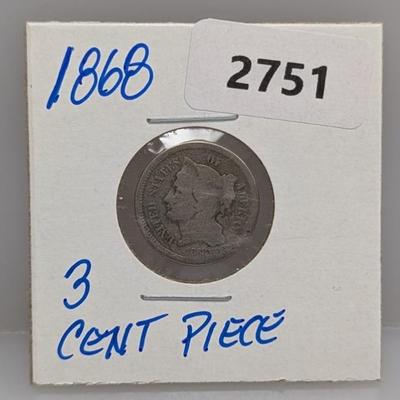 1868
2751
UNITED STATES OF AMERICA
3
CENT PIECE